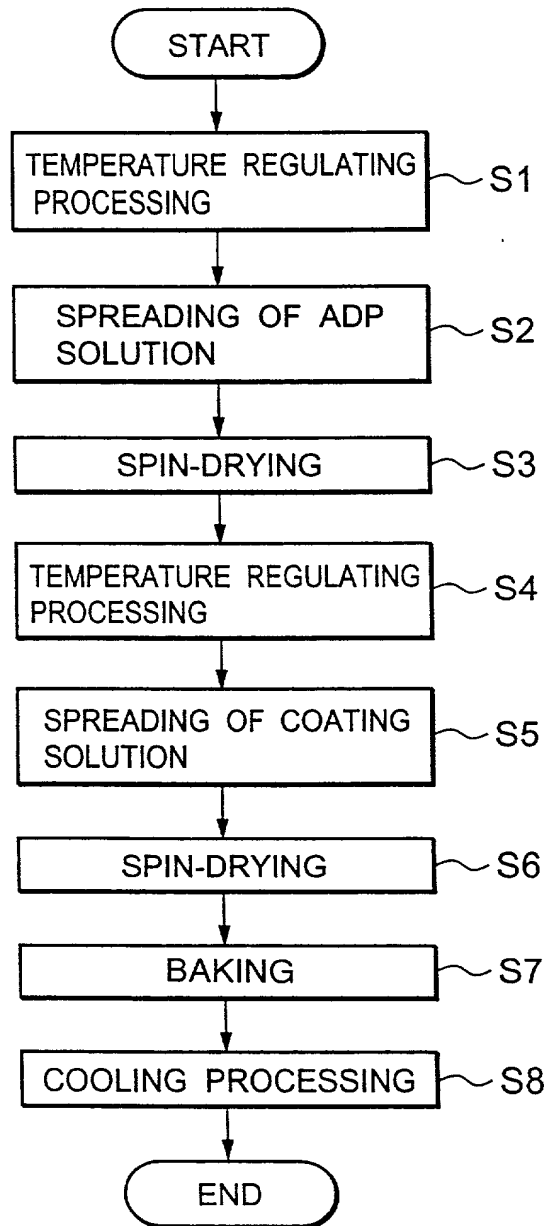 START
TEMPERATURE REGULATING
PROCESSING
S1
SPREADING OF ADP
SOLUTION
S2
SPIN-DRYING
S3
TEMPERATURE REGULATING
PROCESSING
S4
SPREADING OF COATING
SOLUTION
S5
SPIN-DRYING
S6
BAKING
S7
COOLING PROCESSING
S8
END